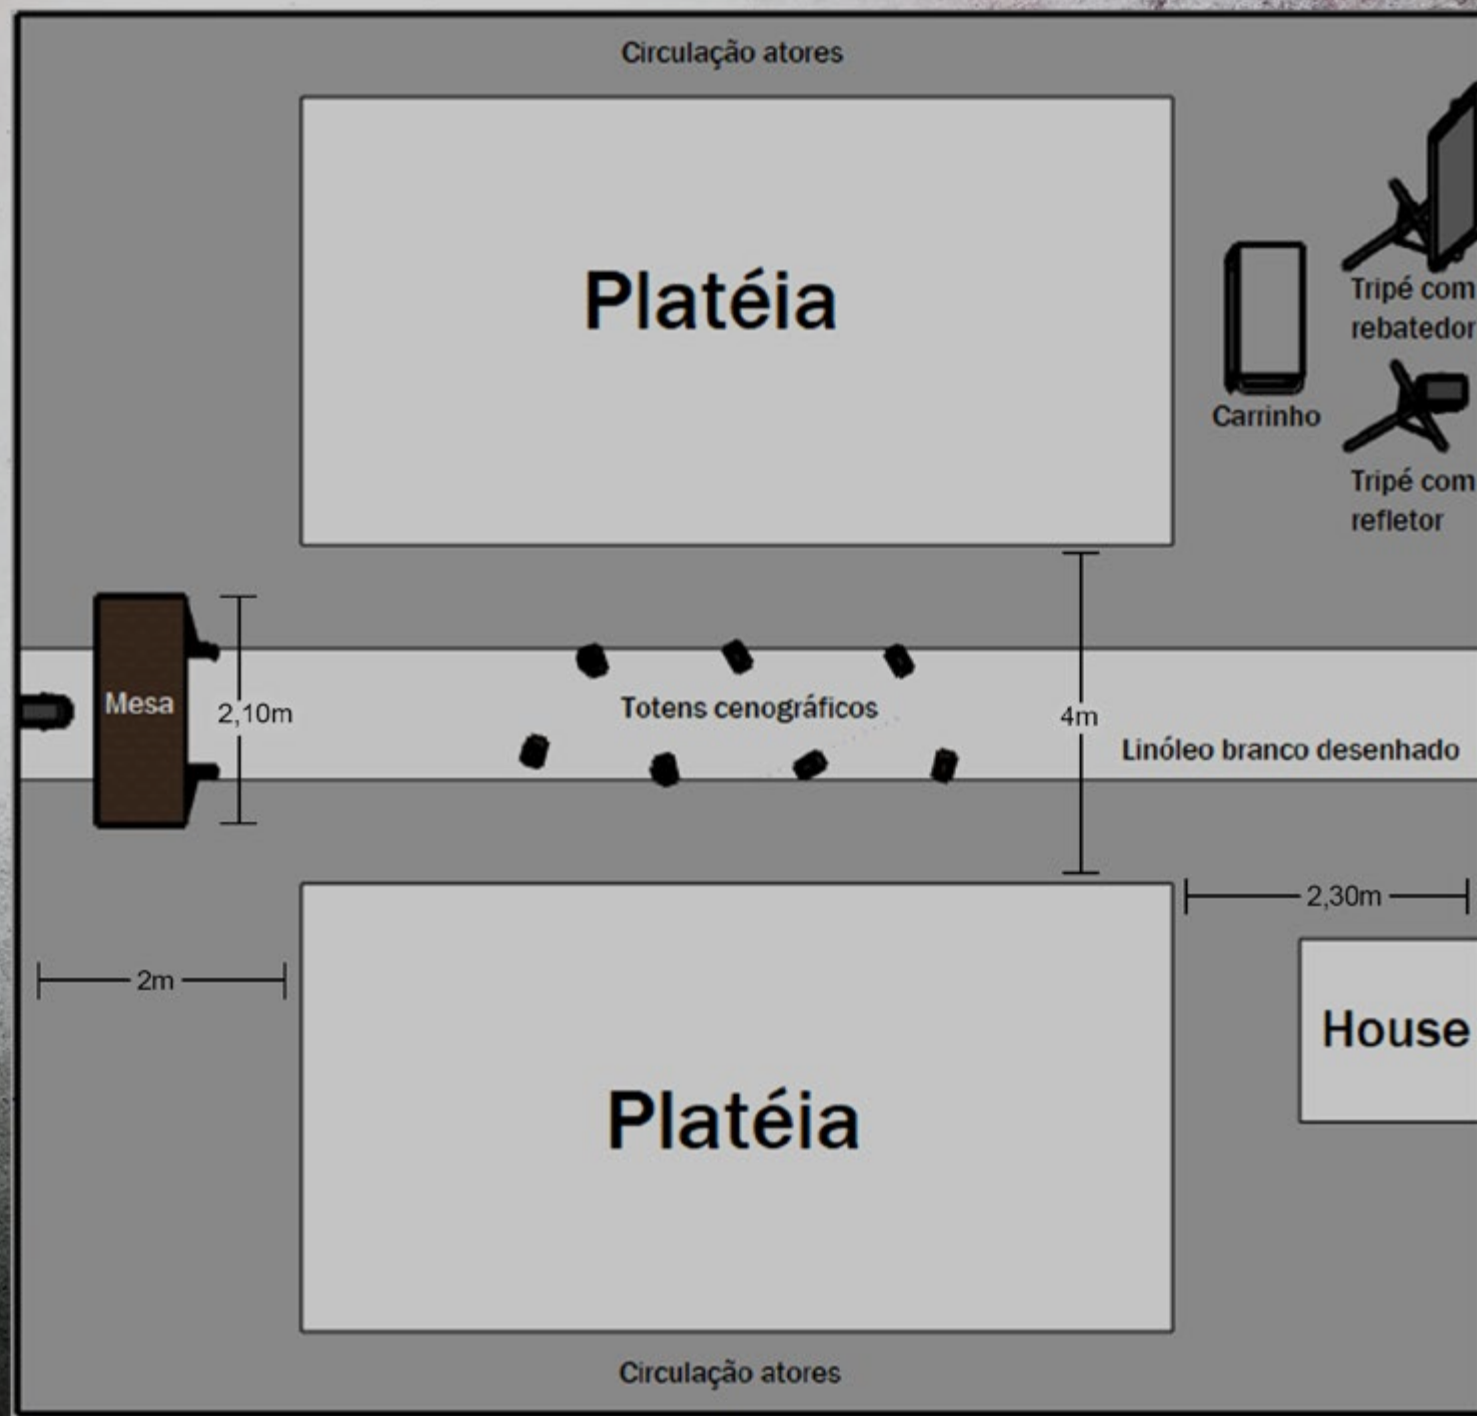 Circulação atores
Platéia
Tripé com
rebatedor
Carrinho
Tripé com
refletor
Mesa
2,10m
Totens cenográficos
4m
Linóleo branco desenhado
2,30m
2m
House
Platéia
Circulação atores